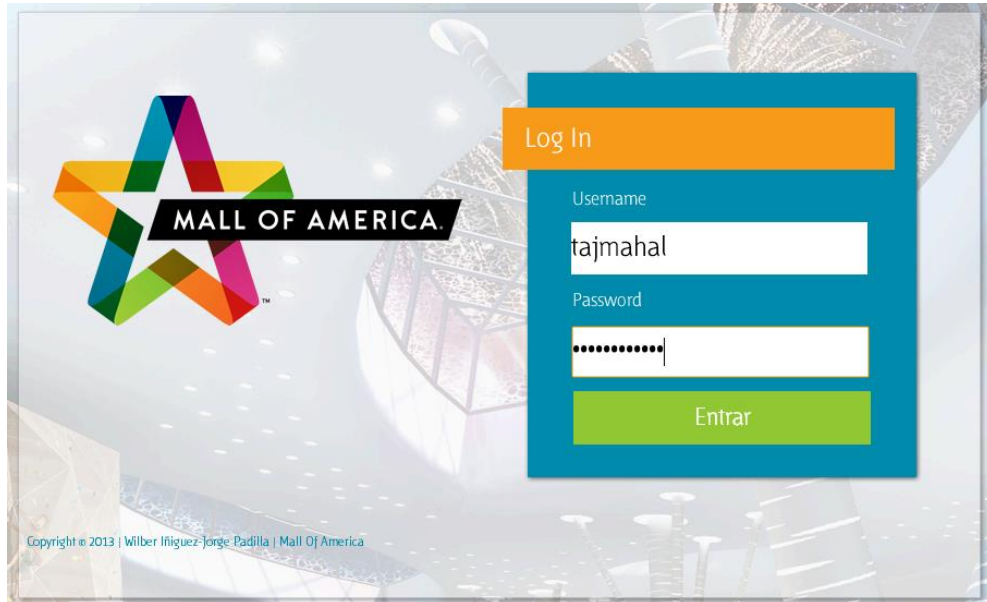 MALL OF AMERICA.
TM
Log In
Username
tajmahal
Password
••••••••••••
Entrar
Copyright © 2013 | Wilber Iñiguez-Jorge Padilla | Mall Of America